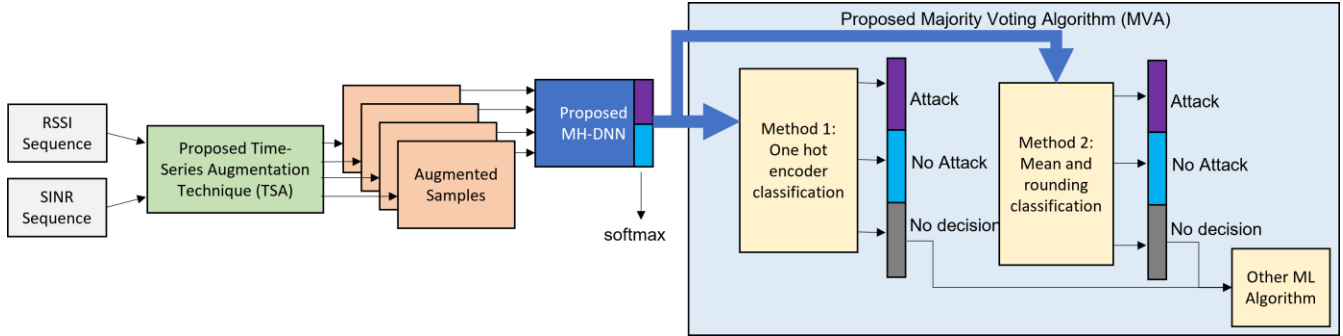 Proposed Majority Voting Algorithm (MVA)
RSSI
Sequence
SINR
Sequence
Proposed Time-
Series Augmentation
Technique (TSA)
Augmented
Samples
Proposed
MH-DNN
softmax
Method 1:
One hot
encoder
classification
Attack
No Attack
No decision
Method 2:
Mean and
rounding
classification
Attack
No Attack
No decision
Other ML
Algorithm